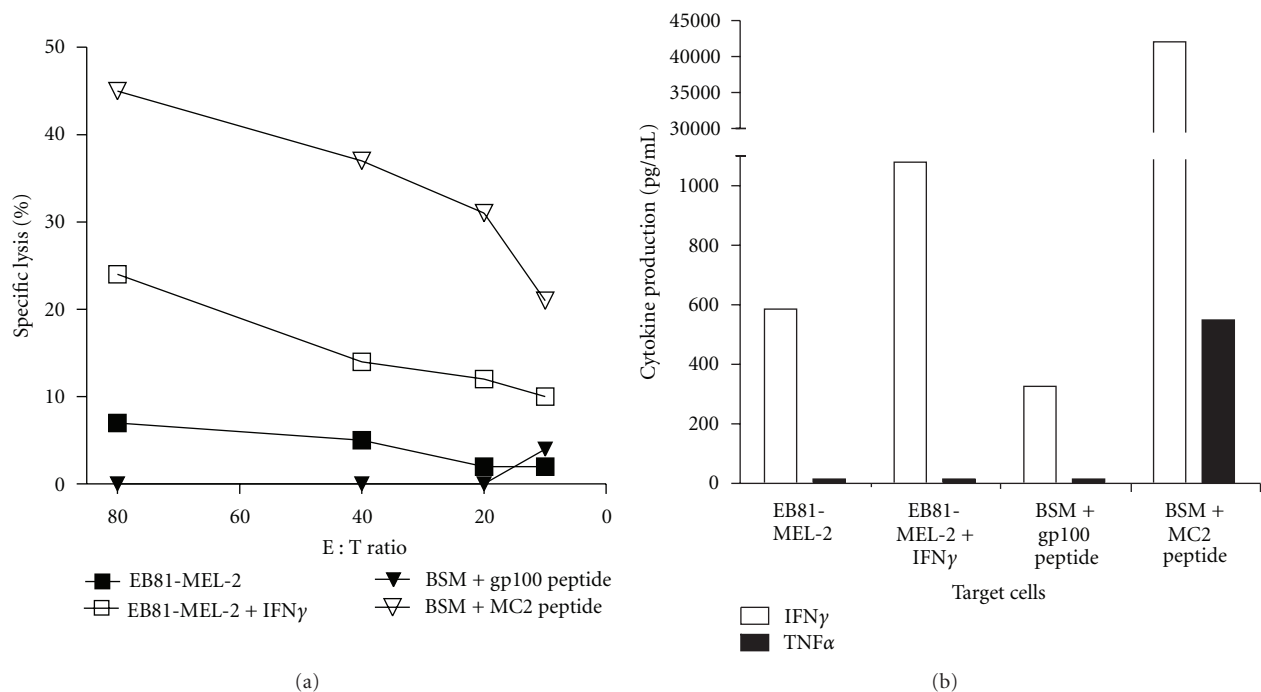 50
40
30
20
10
0
Specific lysis (%)
80 60 40 20 0
E : T ratio
EB81-MEL-2
EB81-MEL-2 + IFNγ
BSM + gp100 peptide
BSM + MC2 peptide
(a)
45000
40000
35000
30000
1000
800
600
400
200
0
Cytokine production (pg/mL)
EB81-
MEL-2
EB81-
MEL-2 +
IFNγ
BSM +
gp100
peptide
BSM +
MC2
peptide
Target cells
IFNγ
TNFα
(b)